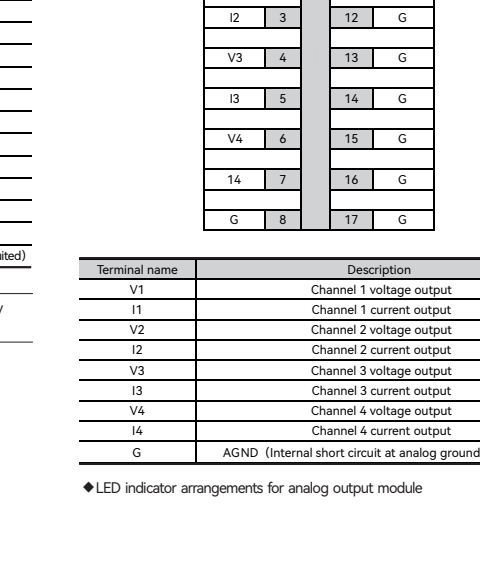 I2 3 12 G
V3 4 13 G
I3 5 14 G
V4 6 15 G
14 7 16 G
G 8 17 G
uited)
Terminal name Description
V1 Channel 1 voltage output
I1 Channel 1 current output
V2 Channel 2 voltage output
I2 Channel 2 current output
V3 Channel 3 voltage output
I3 Channel 3 current output
V4 Channel 4 voltage output
I4 Channel 4 current output
G AGND (Internal short circuit at analog ground
◆LED indicator arrangements for analog output module